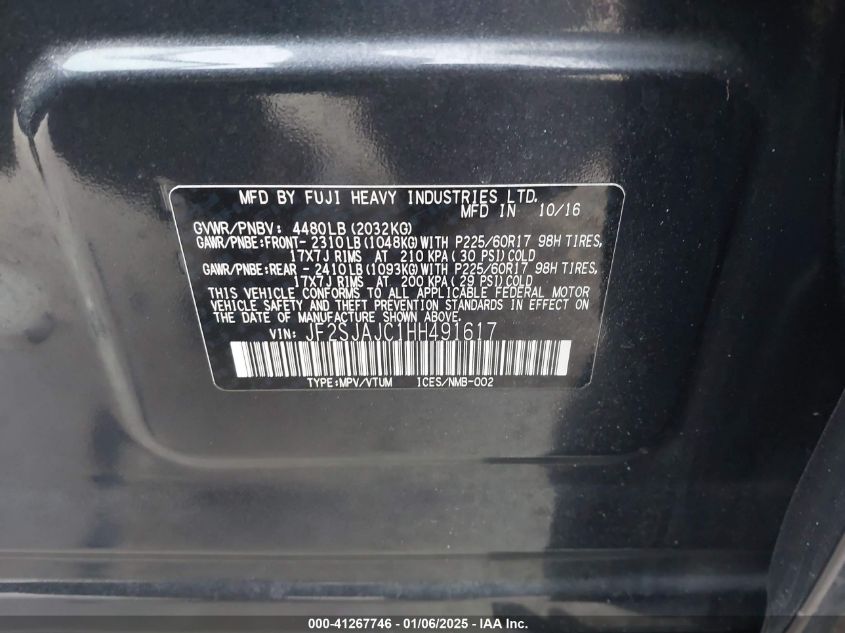 MFD BY FUJI HEAVY INDUSTRIES LTD.
MFD IN 10/16
GVWR/PNBV: 4480LB (2032KG)
GAWR/PNBE:FRONT- 2310LB (1048KG) WITH P225/60R17 98H TIRES,
17X7J RIMS AT 210 KPA ( 30 PSI) COLD
GAWR/PNBE:REAR - 2410LB (1093KG) WITH P225/60R17 98H TIRES,
17X7J RIMS AT 200 KPA (29 PSI) COLD
THIS VEHICLE CONFORMS TO ALL APPLICABLE FEDERAL MOTOR
VEHICLE SAFETY AND THEFT PREVENTION STANDARDS IN EFFECT ON
THE DATE OF MANUFACTURE SHOWN ABOVE.
VIN: JF2SJAJC1HH491617
TYPE:MPV/VTUM ICES/NMB-002
000-41267746 - 01/06/2025 - © IAA Inc.